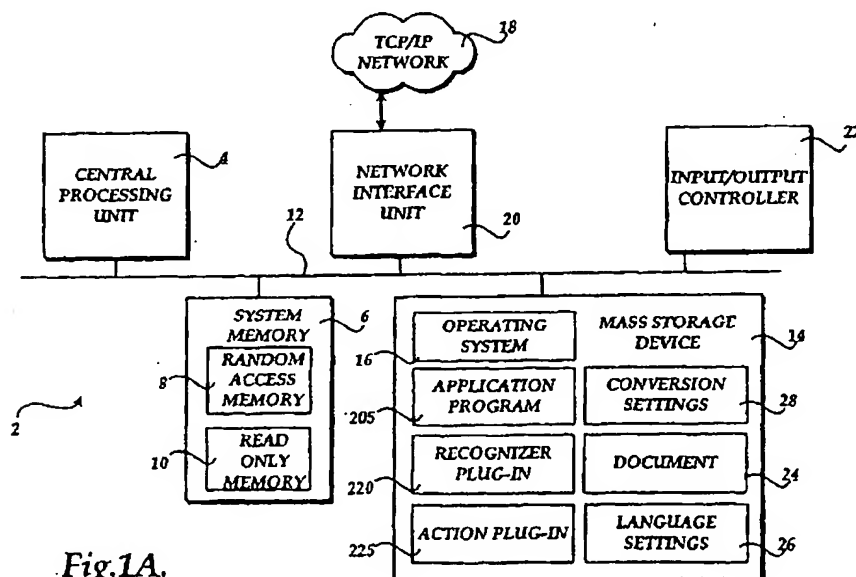 TCP/IP
NETWORK
18
CENTRAL
PROCESSING
UNIT
4
NETWORK
INTERFACE
UNIT
20
INPUT/OUTPUT
CONTROLLER
22
12
SYSTEM
MEMORY
6
8
RANDOM
ACCESS
MEMORY
10
READ
ONLY
MEMORY
2
OPERATING
SYSTEM
16
MASS STORAGE
DEVICE
14
APPLICATION
PROGRAM
205
CONVERSION
SETTINGS
28
RECOGNIZER
PLUG-IN
220
DOCUMENT
24
ACTION PLUG-IN
225
LANGUAGE
SETTINGS
26
Fig.1A.